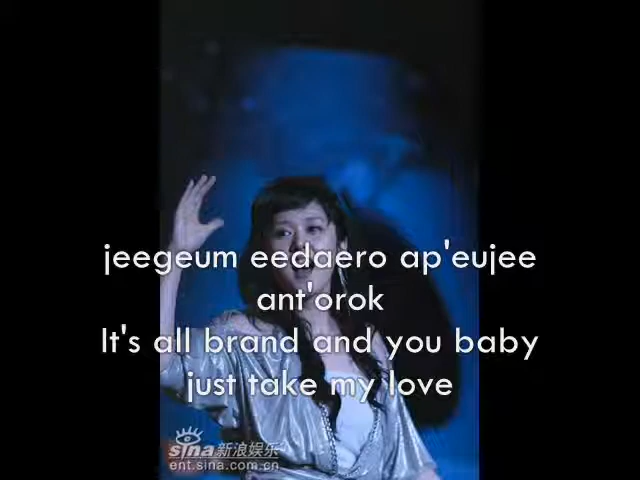 jeegeum eedaero ap'eujee
ant'orok
It's all brand and you baby
just take my love
sina新浪娱乐
ent.sina.com.cn